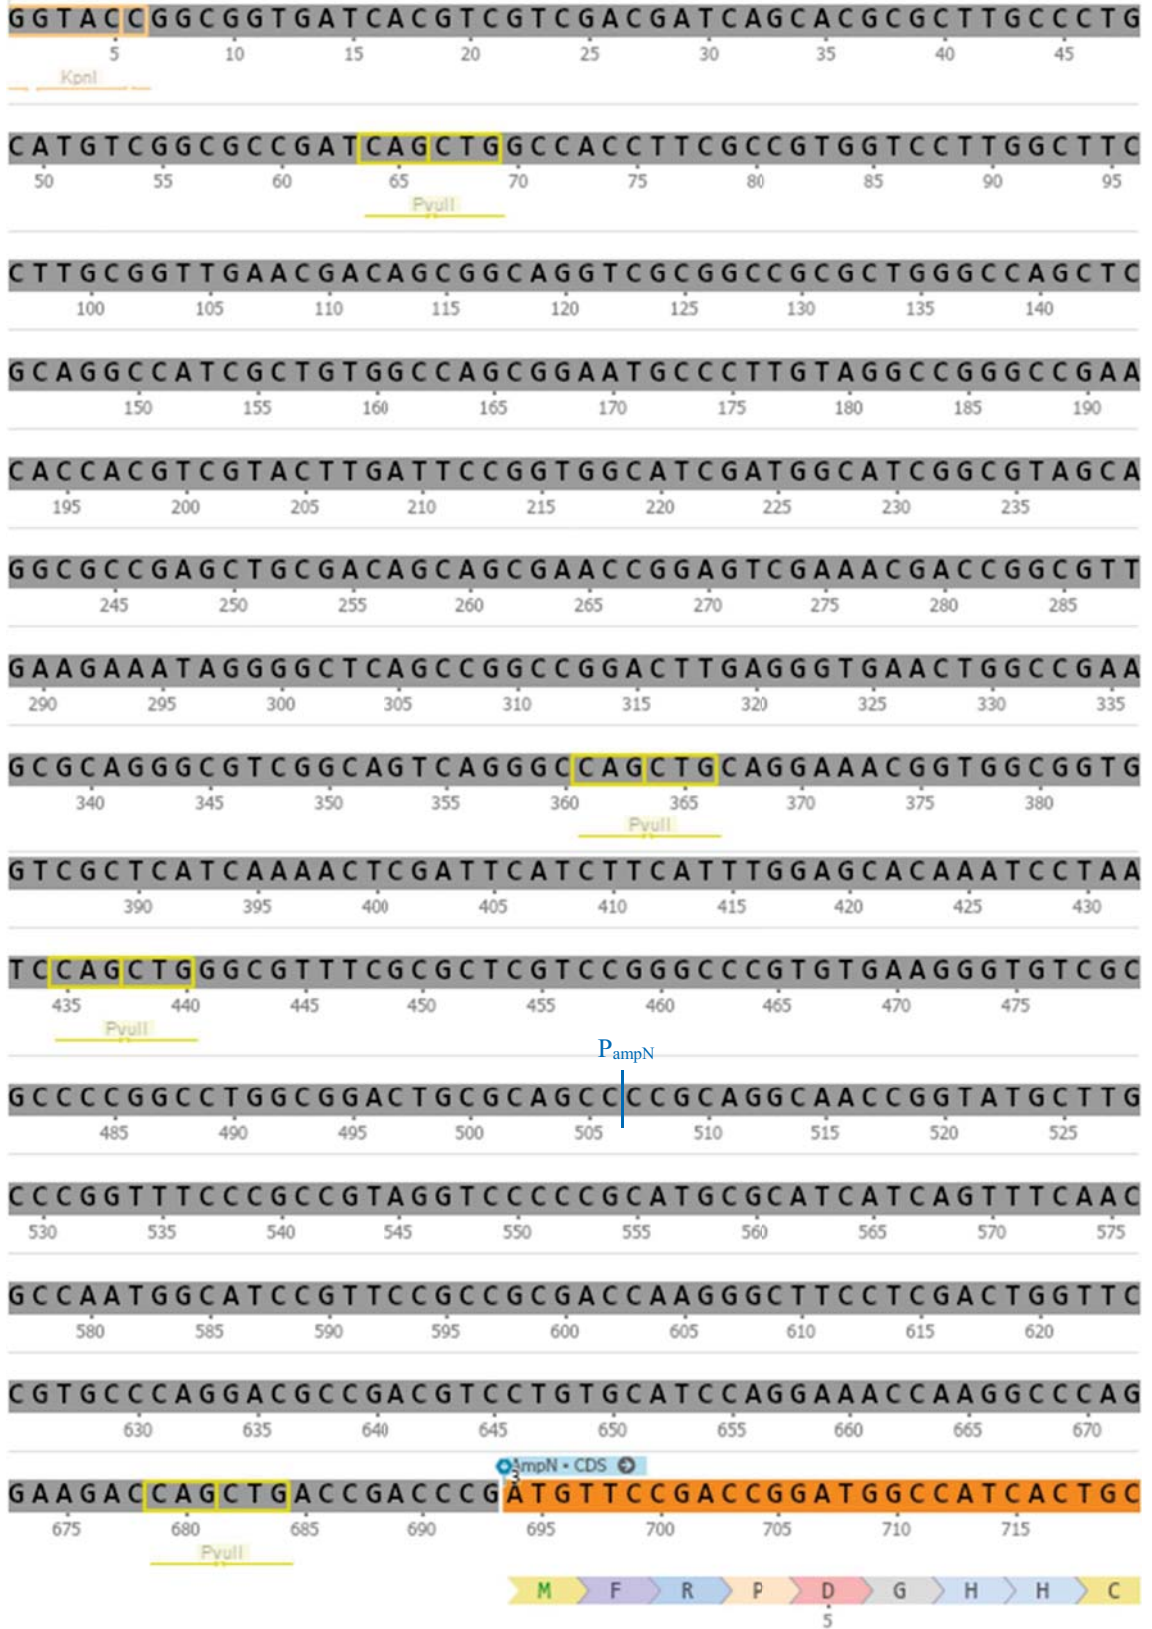 GGTACCGGCGGTGATCACGTCGTCGACGATCAGCACGCGCTTGCCCTG
5 10 15 20 25 30 35 40 45
KpnI
CATGTCGGCGCCGATCAGCTGGCCACCTTCGCCGTGGTCCTTGGCTTC
50 55 60 65 70 75 80 85 90 95
PvuII
CTTGCGGTTGAACGACAGCGGCAGGTCGCGGCCGCGCTGGGCCAGCTC
100 105 110 115 120 125 130 135 140
GCAGGCCATCGCTGTGGCCAGCGGAATGCCCTTGTAGGCCGGGCCGAA
150 155 160 165 170 175 180 185 190
CACCACGTCGTACTTGATTCCGGTGGCATCGATGGCATCGGCGTAGCA
195 200 205 210 215 220 225 230 235
GGCGCCGAGCTGCGACAGCAGCGAACCGGAGTCGAAACGACCGGCGTT
245 250 255 260 265 270 275 280 285
GAAGAAATAGGGGCTCAGCCGGCCGGACTTGAGGGTGAACTGGCCGAA
290 295 300 305 310 315 320 325 330 335
GCGCAGGGCGTCGGCAGTCAGGGCCAGCTGCAGGAAACGGTGGCGGTG
340 345 350 355 360 365 370 375 380
PvuII
GTCGCTCATCAAAACTCGATTCATCTTCATTTGGAGCACAAATCCTAA
390 395 400 405 410 415 420 425 430
TCCAGCTGGGCGTTTCGCGCTCGTCCGGGCCCGTGTGAAGGGTGTCGC
435 440 445 450 455 460 465 470 475
PvuII
PampN
GCCCCGGCCTGGCGGACTGCGCAGCCCCGCAGGCAACCGGTATGCTTG
485 490 495 500 505 510 515 520 525
CCCGGTTTCCCGCCGTAGGTCCCCCGCATGCGCATCATCAGTTTCAAC
530 535 540 545 550 555 560 565 570 575
GCCAATGGCATCCGTTCCGCCGCGACCAAGGGCTTCCTCGACTGGTTC
580 585 590 595 600 605 610 615 620
CGTGCCCAGGACGCCGACGTCCTGTGCATCCAGGAAACCAAGGCCCAG
630 635 640 645 650 655 660 665 670
AmpN • CDS
3
GAAGACCAGCTGACCGACCCGATGTTCCGACCGGATGGCCATCACTGC
675 680 685 690 695 700 705 710 715
PvuII
M F R P D G H H C
5